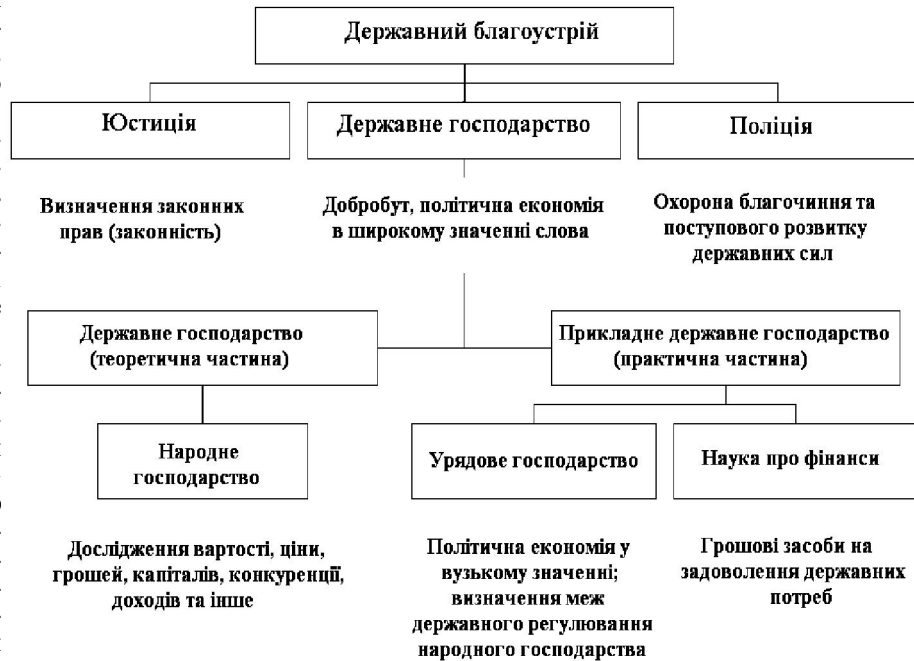 Державний благоустрій
Юстиція
Державне господарство
Поліція
Визначення законних
прав (законність)
Добробут, політична економія
в широкому значенні слова
Охорона благочиння та
поступового розвитку
державних сил
Державне господарство
(теоретична частина)
Прикладне державне господарство
(практична частина)
Народне
господарство
Урядове господарство
Наука про фінанси
Дослідження вартості, ціни,
грошей, капіталів, конкуренції,
доходів та інше
Політична економія у
вузькому значенні;
визначення меж
державного регулювання
народного господарства
Грошові засоби на
задоволення державних
потреб